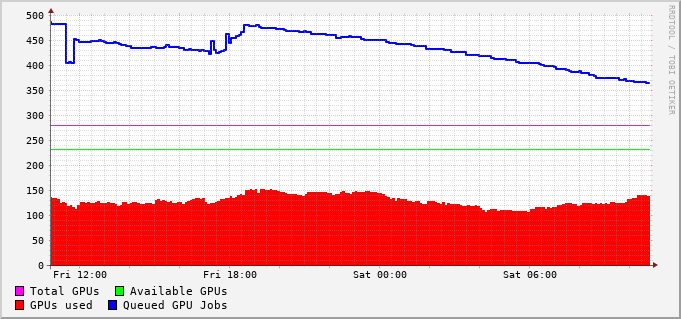 500
450
400
350
300
250
200
150
100
50
0
Fri 12:00 Fri 18:00 Sat 00:00 Sat 06:00
Total GPUs Available GPUs
GPUs used Queued GPU Jobs
RRDTOOL / TOBI OETIKER